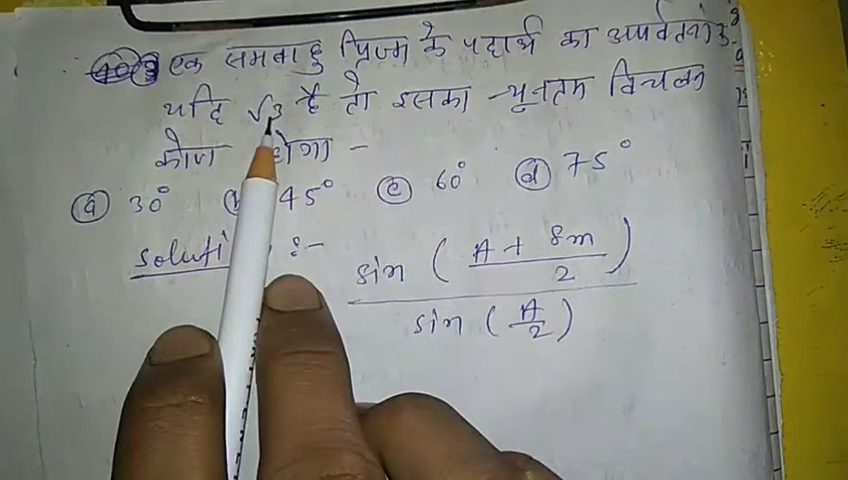 एक समबाहु प्रिज्म के पदार्थ का अपवर्तनांक
यदि √3 है तो इसका न्यूनतम विचलन
कोण होगा -
ⓐ 30° 45° ⓒ 60° ⓓ 75°
:-
sin ( A + δm / 2 )
sin ( A / 2 )